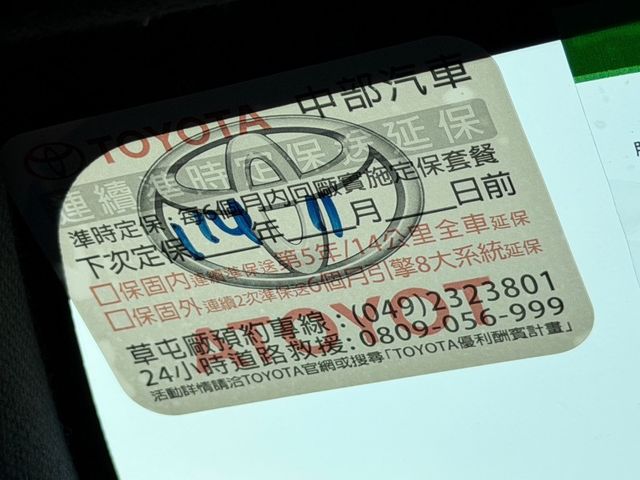 TOYOTA 中部汽車
連續準時定保送延保
準時定保:每6個月內回廠實施定保套餐
下次定保114年11月 日前
□保固內連續準保送第5年/14公里全車延保
□保固外連續2次準保送6個月引擎8大系統延保
草屯廠預約專線:(049)2323801
24小時道路救援:0809-056-999
活動詳情請洽TOYOTA官網或搜尋「TOYOTA優利酬賓計畫」